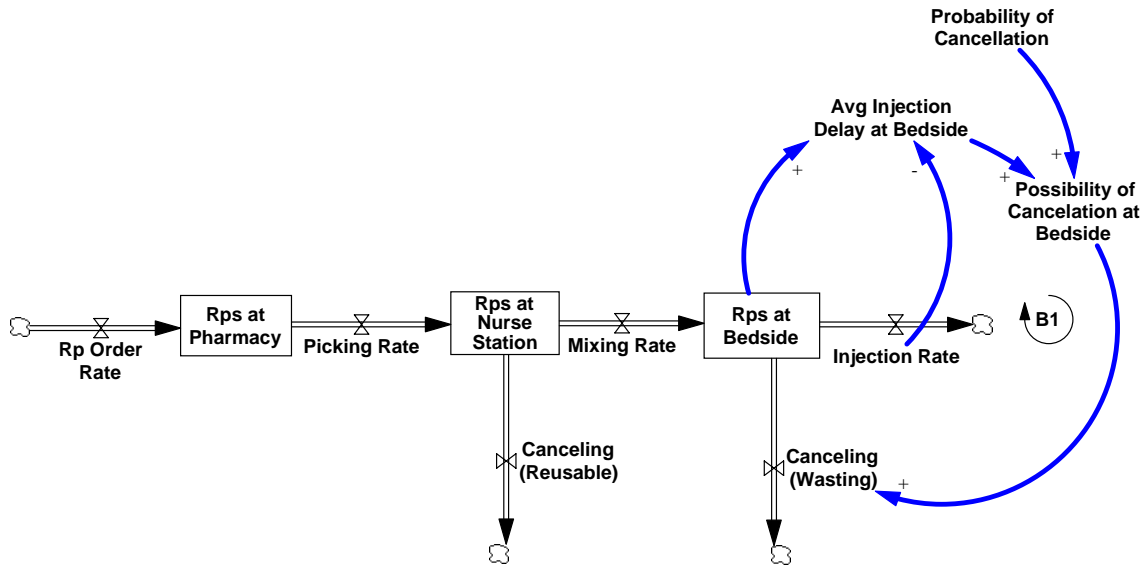 Probability of
Cancellation
Avg Injection
Delay at Bedside
+
-
+
+
Possibility of
Cancelation at
Bedside
Rps at
Pharmacy
Rps at
Nurse
Station
Rps at
Bedside
B1
Rp Order
Rate
Picking Rate
Mixing Rate
Injection Rate
Canceling
(Reusable)
Canceling
(Wasting)
+